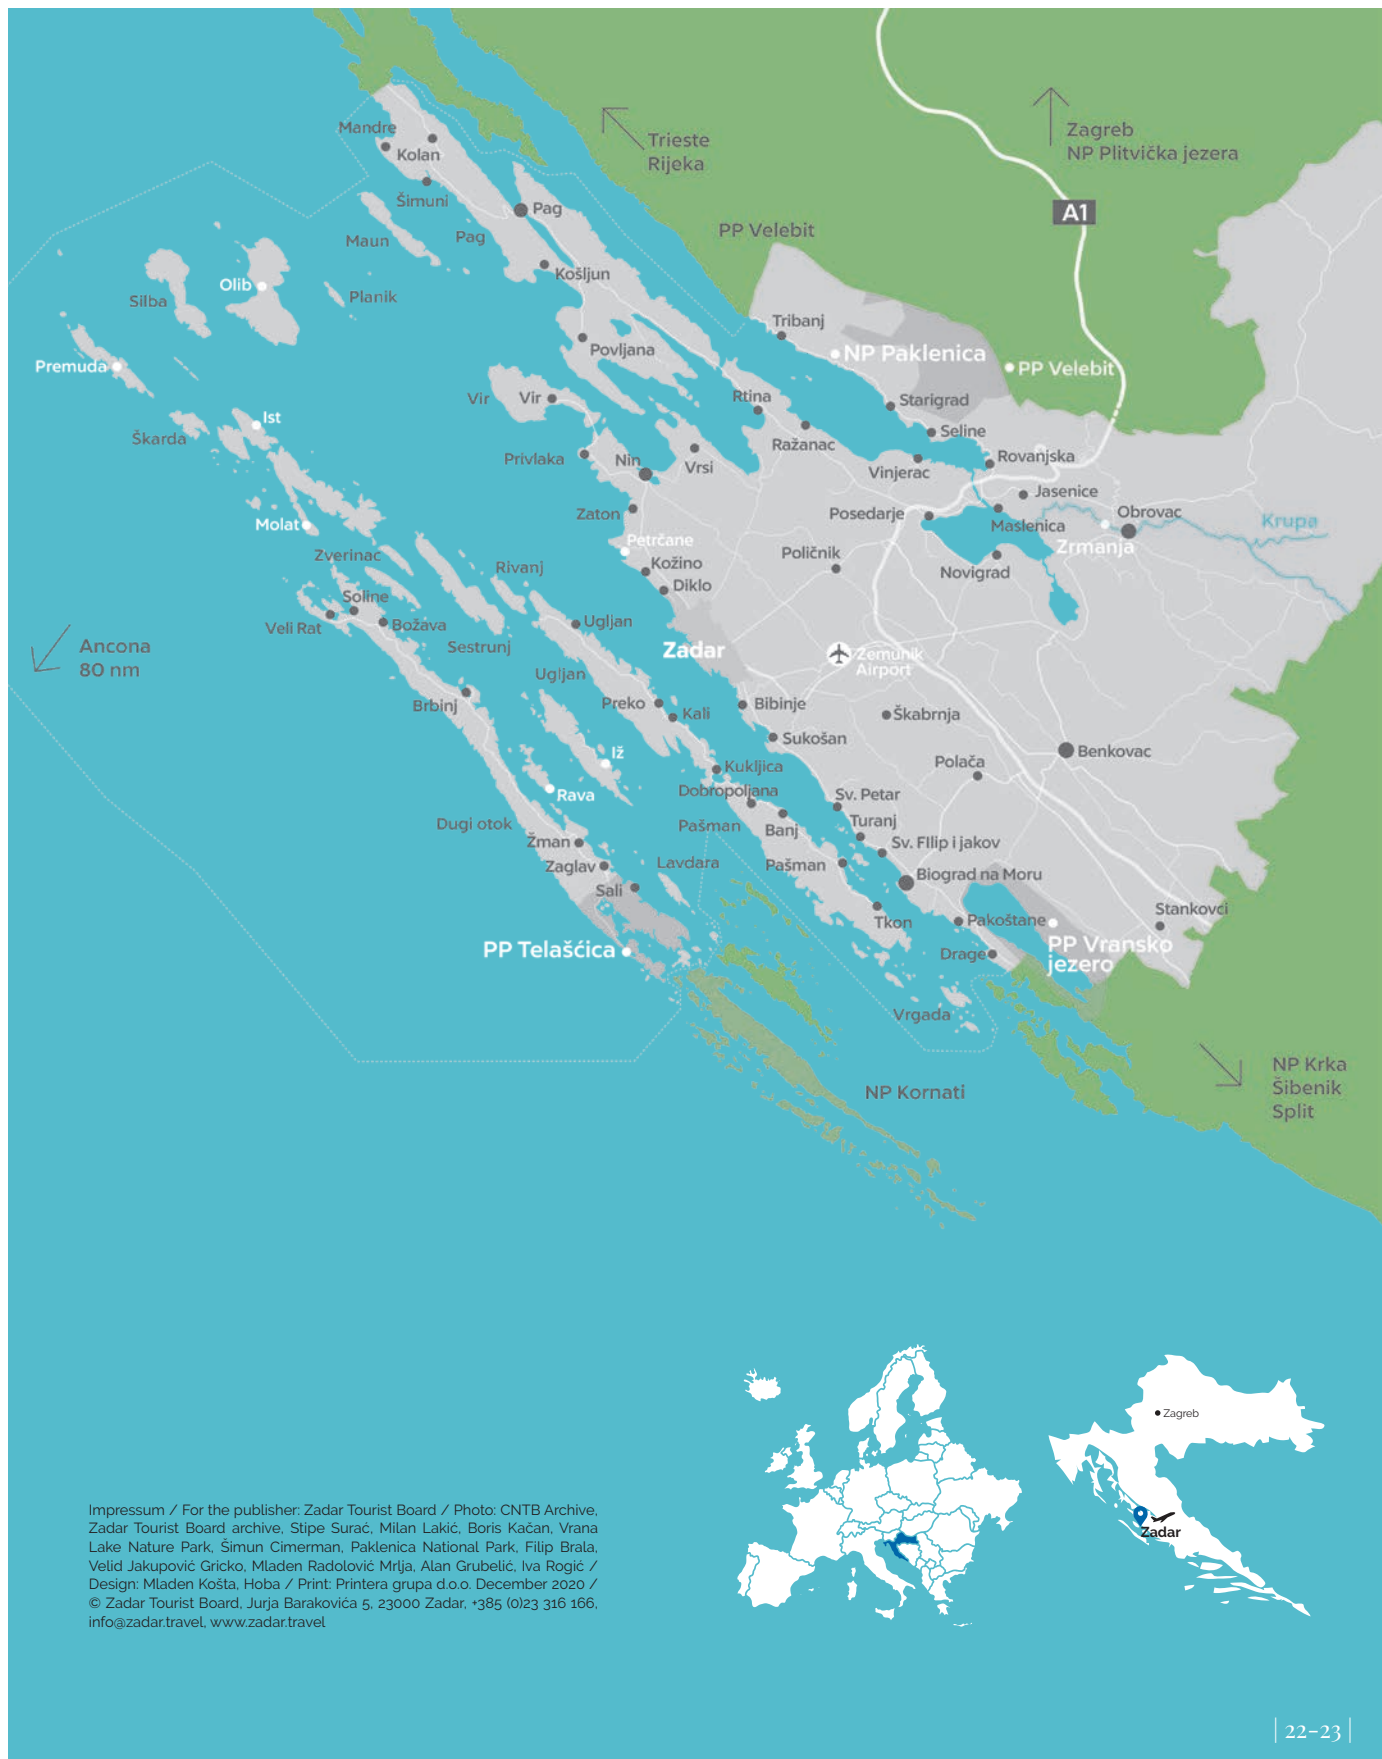 Mandre
Kolan
Šimuni
Maun
Pag
Pag
Košljun
Trieste
Rijeka
Zagreb
NP Plitvička jezera
A1
PP Velebit
Silba
Olib
Planik
Premuda
Škarda
Ist
Molat
Povljana
Vir
Vir
Privlaka
Nin
Vrsi
Zaton
Petrčane
Kožino
Diklo
Tribanj
NP Paklenica
PP Velebit
Rtina
Ražanac
Starigrad
Seline
Vinjerac
Rovanjska
Jasenice
Posedarje
Maslenica
Obrovac
Krupa
Zrmanja
Poličnik
Novigrad
Zverinac
Soline
Veli Rat
Božava
Rivanj
Sestrunj
Ugljan
Ugljan
Zadar
Zemunik
Airport
Ancona
80 nm
Brbinj
Preko
Kali
Bibinje
Škabrnja
Sukošan
Benkovac
Polača
Iž
Rava
Kukljica
Dobropoljana
Sv. Petar
Turanj
Dugi otok
Pašman
Banj
Žman
Sv. FIlip i jakov
Zaglav
Lavdara
Pašman
Biograd na Moru
Sali
Tkon
Pakoštane
Stankovci
PP Telašćica
PP Vransko
jezero
Drage
Vrgada
NP Kornati
NP Krka
Šibenik
Split
Zagreb
Zadar
Impressum / For the publisher: Zadar Tourist Board / Photo: CNTB Archive,
Zadar Tourist Board archive, Stipe Surać, Milan Lakić, Boris Kačan, Vrana
Lake Nature Park, Šimun Cimerman, Paklenica National Park, Filip Brala,
Velid Jakupović Gricko, Mladen Radolović Mrlja, Alan Grubelić, Iva Rogić /
Design: Mladen Košta, Hoba / Print: Printera grupa d.o.o. December 2020 /
© Zadar Tourist Board, Jurja Barakovića 5, 23000 Zadar, +385 (0)23 316 166,
info@zadar.travel, www.zadar.travel
| 22-23 |